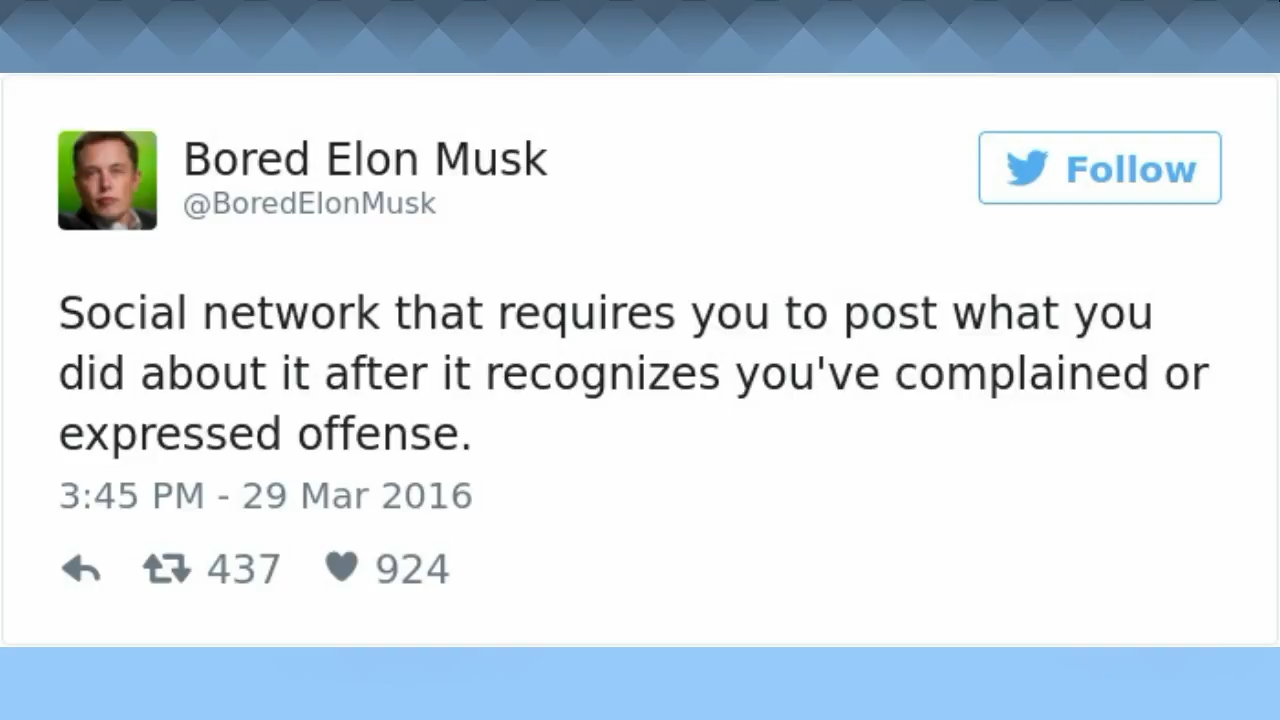 Bored Elon Musk
@BoredElonMusk
Follow
Social network that requires you to post what you
did about it after it recognizes you've complained or
expressed offense.
3:45 PM - 29 Mar 2016
437 924